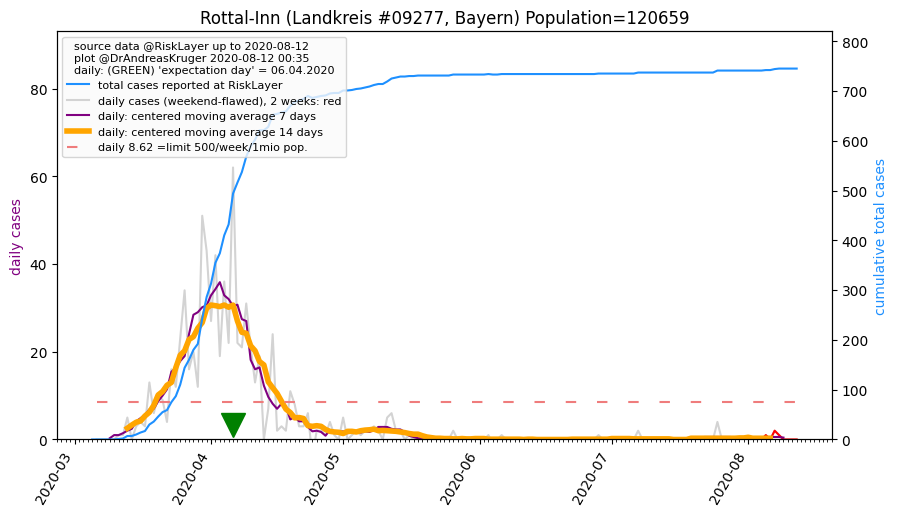 Rottal-Inn (Landkreis #09277, Bayern) Population=120659
source data @RiskLayer up to 2020-08-12
plot @DrAndreasKruger 2020-08-12 00:35
daily: (GREEN) 'expectation day' = 06.04.2020
total cases reported at RiskLayer
daily cases (weekend-flawed), 2 weeks: red
daily: centered moving average 7 days
daily: centered moving average 14 days
daily 8.62 =limit 500/week/1mio pop.
daily cases
80
60
40
20
0
cumulative total cases
800
700
600
500
400
300
200
100
0
2020-03
2020-04
2020-05
2020-06
2020-07
2020-08